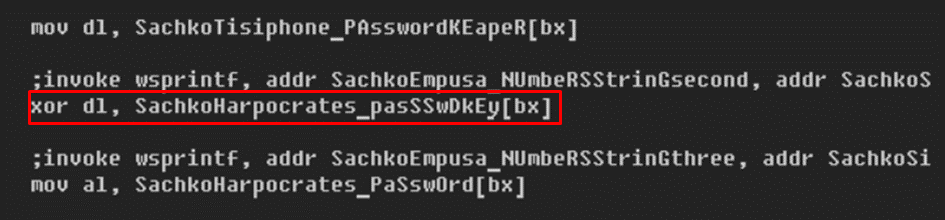 mov dl, SachkoTisiphone_PAsswordKEapeR[bx]
;invoke wsprintf, addr SachkoEmpusa_NUmbeRSStrinGsecond, addr SachkoS
xor dl, SachkoHarpocrates_pasSSwDkEy[bx]
;invoke wsprintf, addr SachkoEmpusa_NUmbeRSStrinGthree, addr SachkoSi
mov al, SachkoHarpocrates_PaSswOrd[bx]